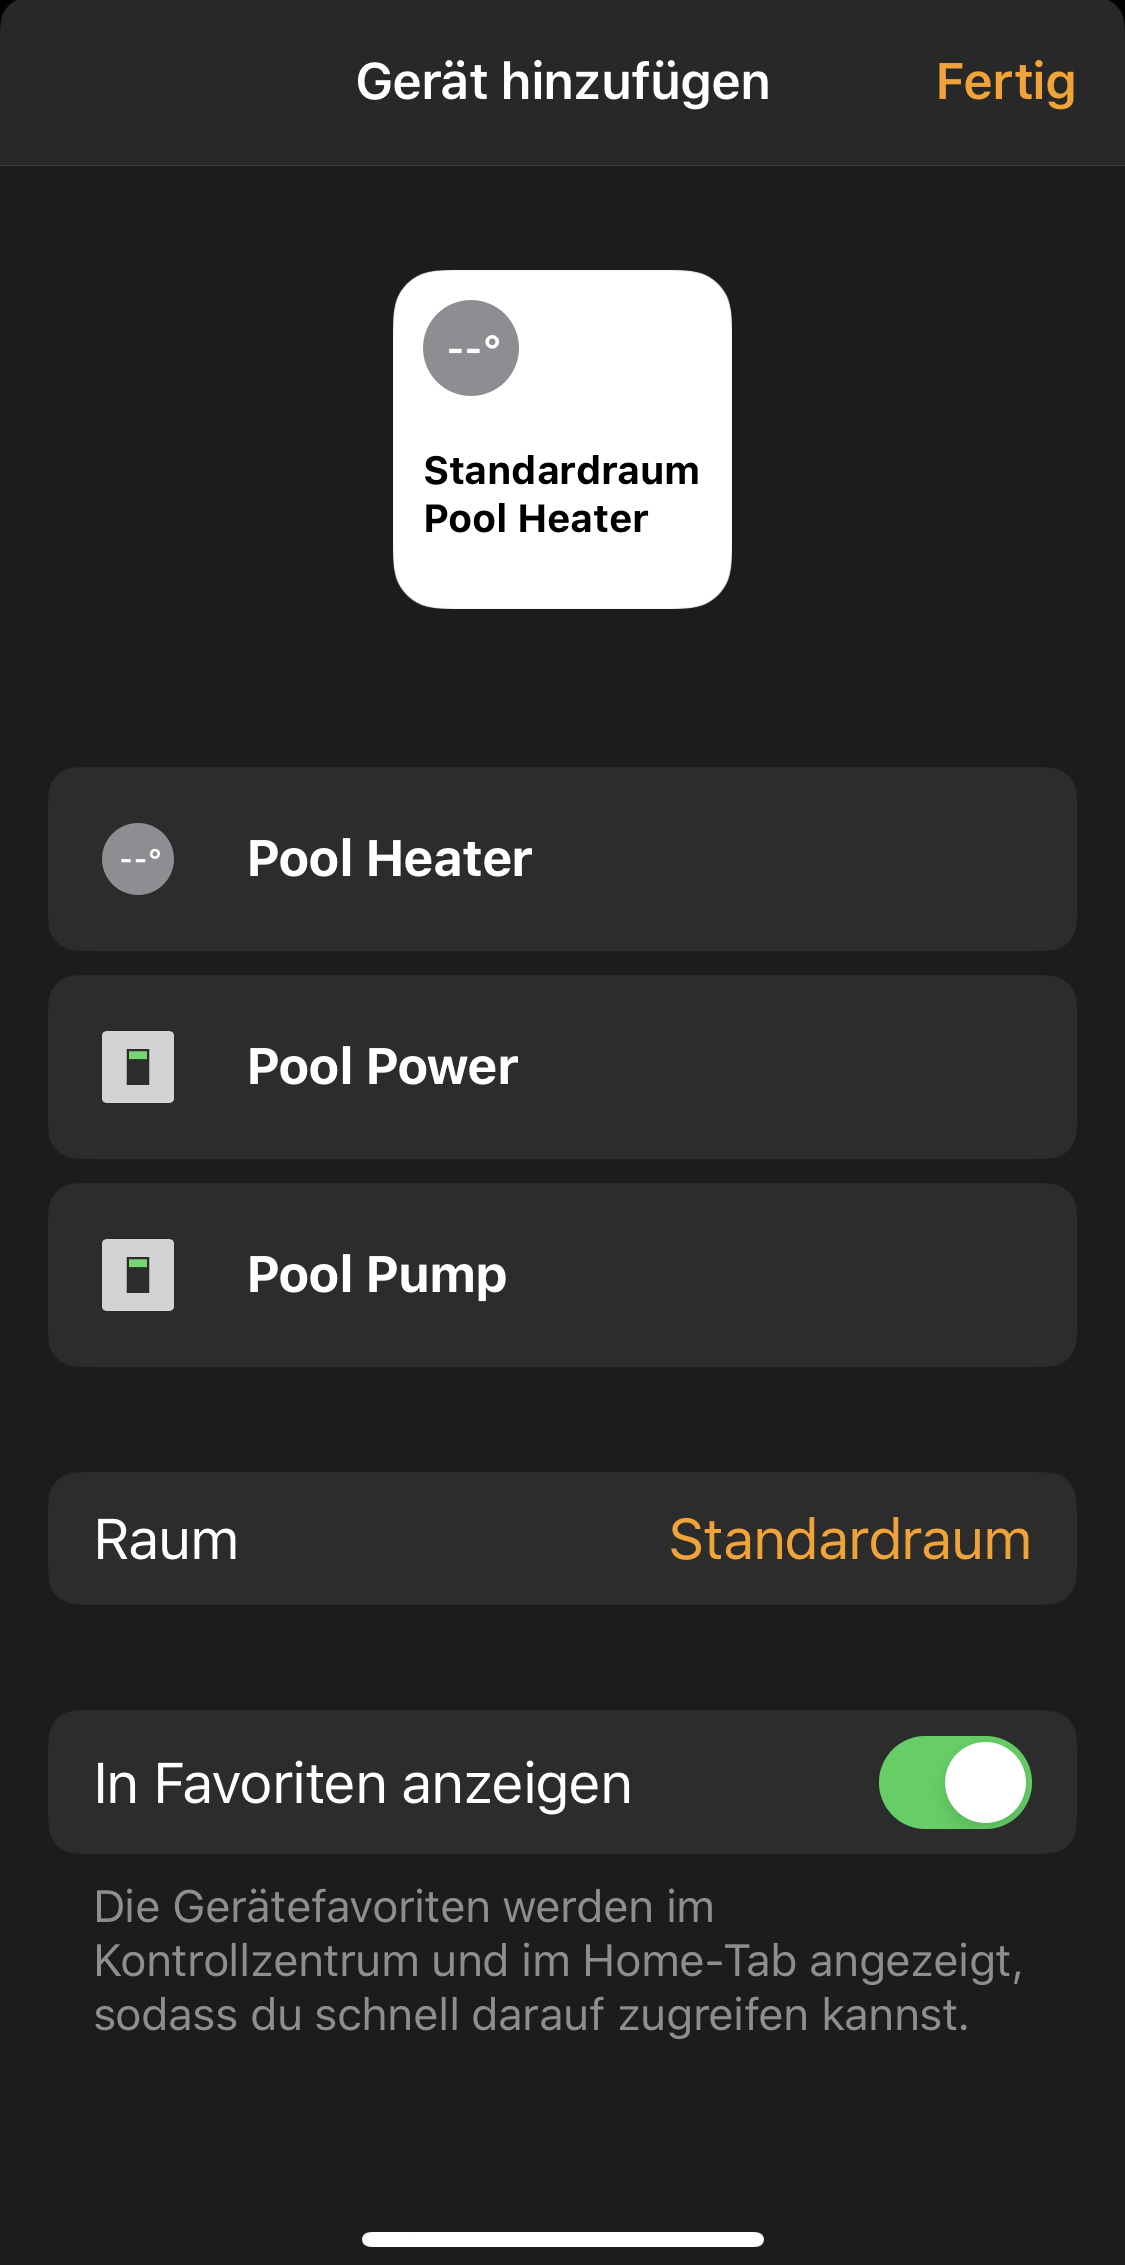 Gerät hinzufügen
Fertig
--°
Standardraum
Pool Heater
--°
Pool Heater
Pool Power
Pool Pump
Raum
Standardraum
In Favoriten anzeigen
Die Gerätefavoriten werden im
Kontrollzentrum und im Home-Tab angezeigt,
sodass du schnell darauf zugreifen kannst.